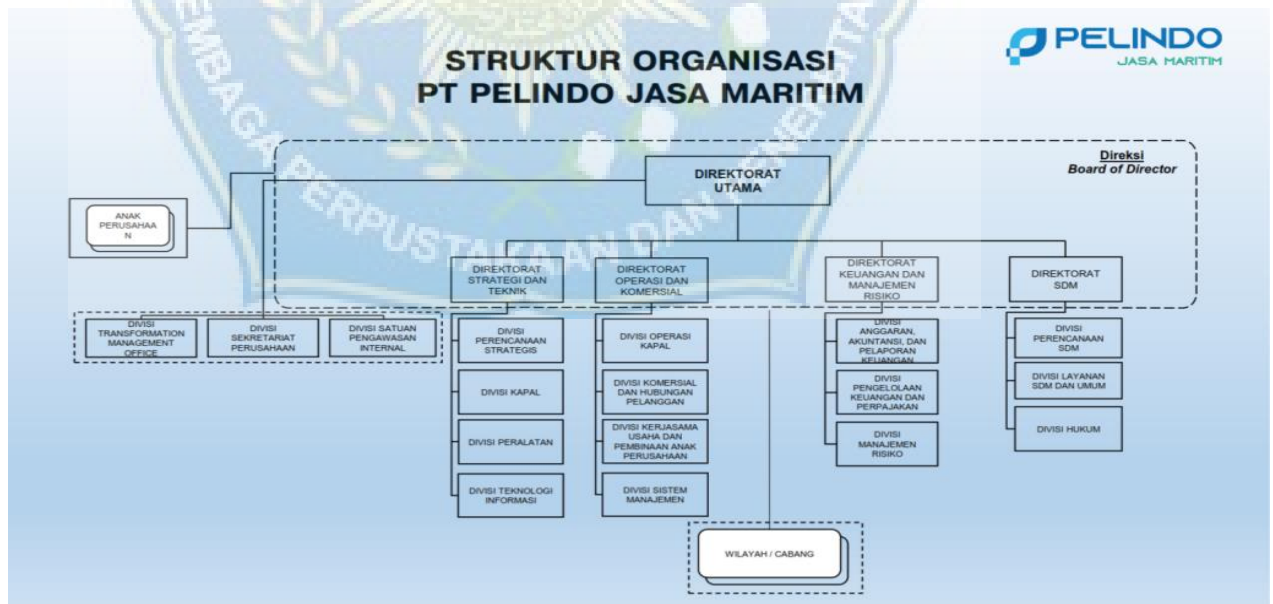 EMBAGA PERPUSTAKAAN DAN PENERBITA
STRUKTUR ORGANISASI
PT PELINDO JASA MARITIM
PELINDO
JASA MARITIM
Direksi
Board of Director
DIREKTORAT
UTAMA
ANAK
PERUSAHAA
N
DIREKTORAT
STRATEGI DAN
TEKNIK
DIREKTORAT
OPERASI DAN
KOMERSIAL
DIREKTORAT
KEUANGAN DAN
MANAJEMEN
RISIKO
DIREKTORAT
SDM
DIVISI
TRANSFORMATION
MANAGEMENT
OFFICE
DIVISI
SEKRETARIAT
PERUSAHAAN
DIVISI SATUAN
PENGAWASAN
INTERNAL
DIVISI
PERENCANAAN
STRATEGIS
DIVISI KAPAL
DIVISI PERALATAN
DIVISI TEKNOLOGI
INFORMASI
DIVISI OPERASI
KAPAL
DIVISI KOMERSIAL
DAN HUBUNGAN
PELANGGAN
DIVISI KERJASAMA
USAHA DAN
PEMBINAAN ANAK
PERUSAHAAN
DIVISI SISTEM
MANAJEMEN
DIVISI
ANGGARAN,
AKUNTANSI, DAN
PELAPORAN
KEUANGAN
DIVISI
PENGELOLAAN
KEUANGAN DAN
PERPAJAKAN
DIVISI
MANAJEMEN
RISIKO
DIVISI
PERENCANAAN
SDM
DIVISI LAYANAN
SDM DAN UMUM
DIVISI HUKUM
WILAYAH / CABANG